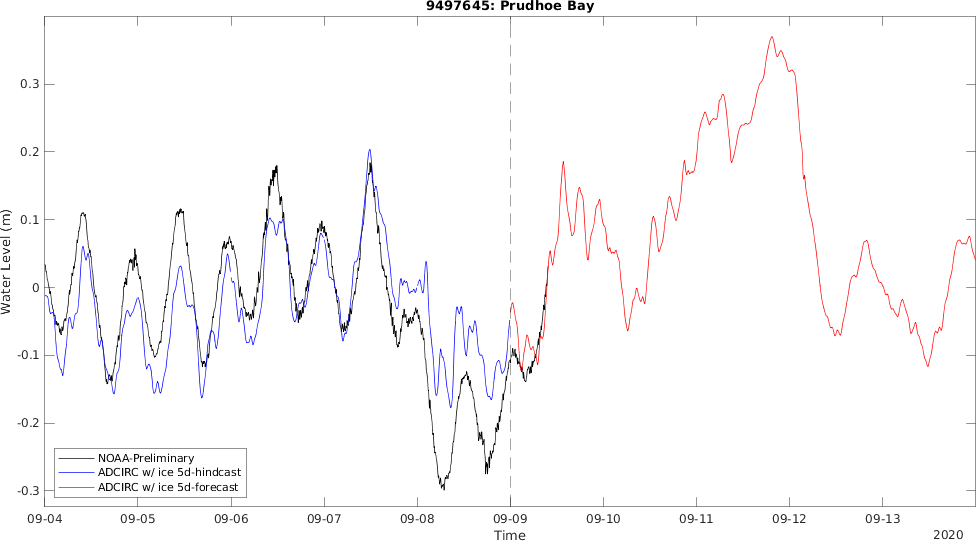 9497645: Prudhoe Bay
Water Level (m)
0.3
0.2
0.1
0
-0.1
-0.2
-0.3
NOAA-Preliminary
ADCIRC w/ ice 5d-hindcast
ADCIRC w/ ice 5d-forecast
09-04 09-05 09-06 09-07 09-08 09-09 09-10 09-11 09-12 09-13
Time
2020